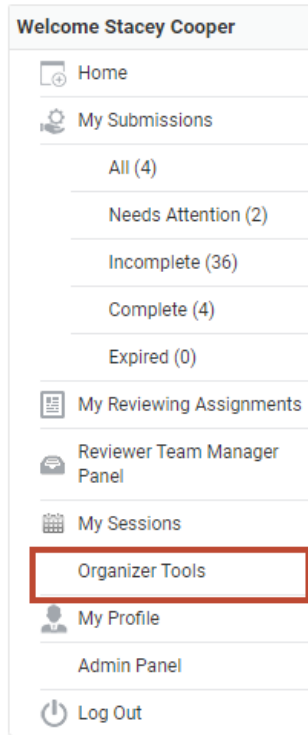 Welcome Stacey Cooper
Home
My Submissions
All (4)
Needs Attention (2)
Incomplete (36)
Complete (4)
Expired (0)
My Reviewing Assignments
Reviewer Team Manager
Panel
My Sessions
Organizer Tools
My Profile
Admin Panel
Log Out